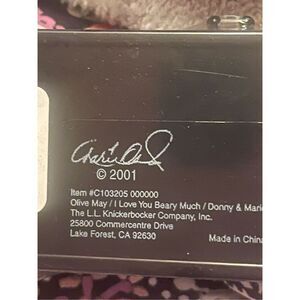 © 2001
Item #C103205 000000
Olive May / I Love You Beary Much / Donny & Marie
The L.L. Knickerbocker Company, Inc.
25800 Commercentre Drive
Lake Forest, CA 92630
Made in China